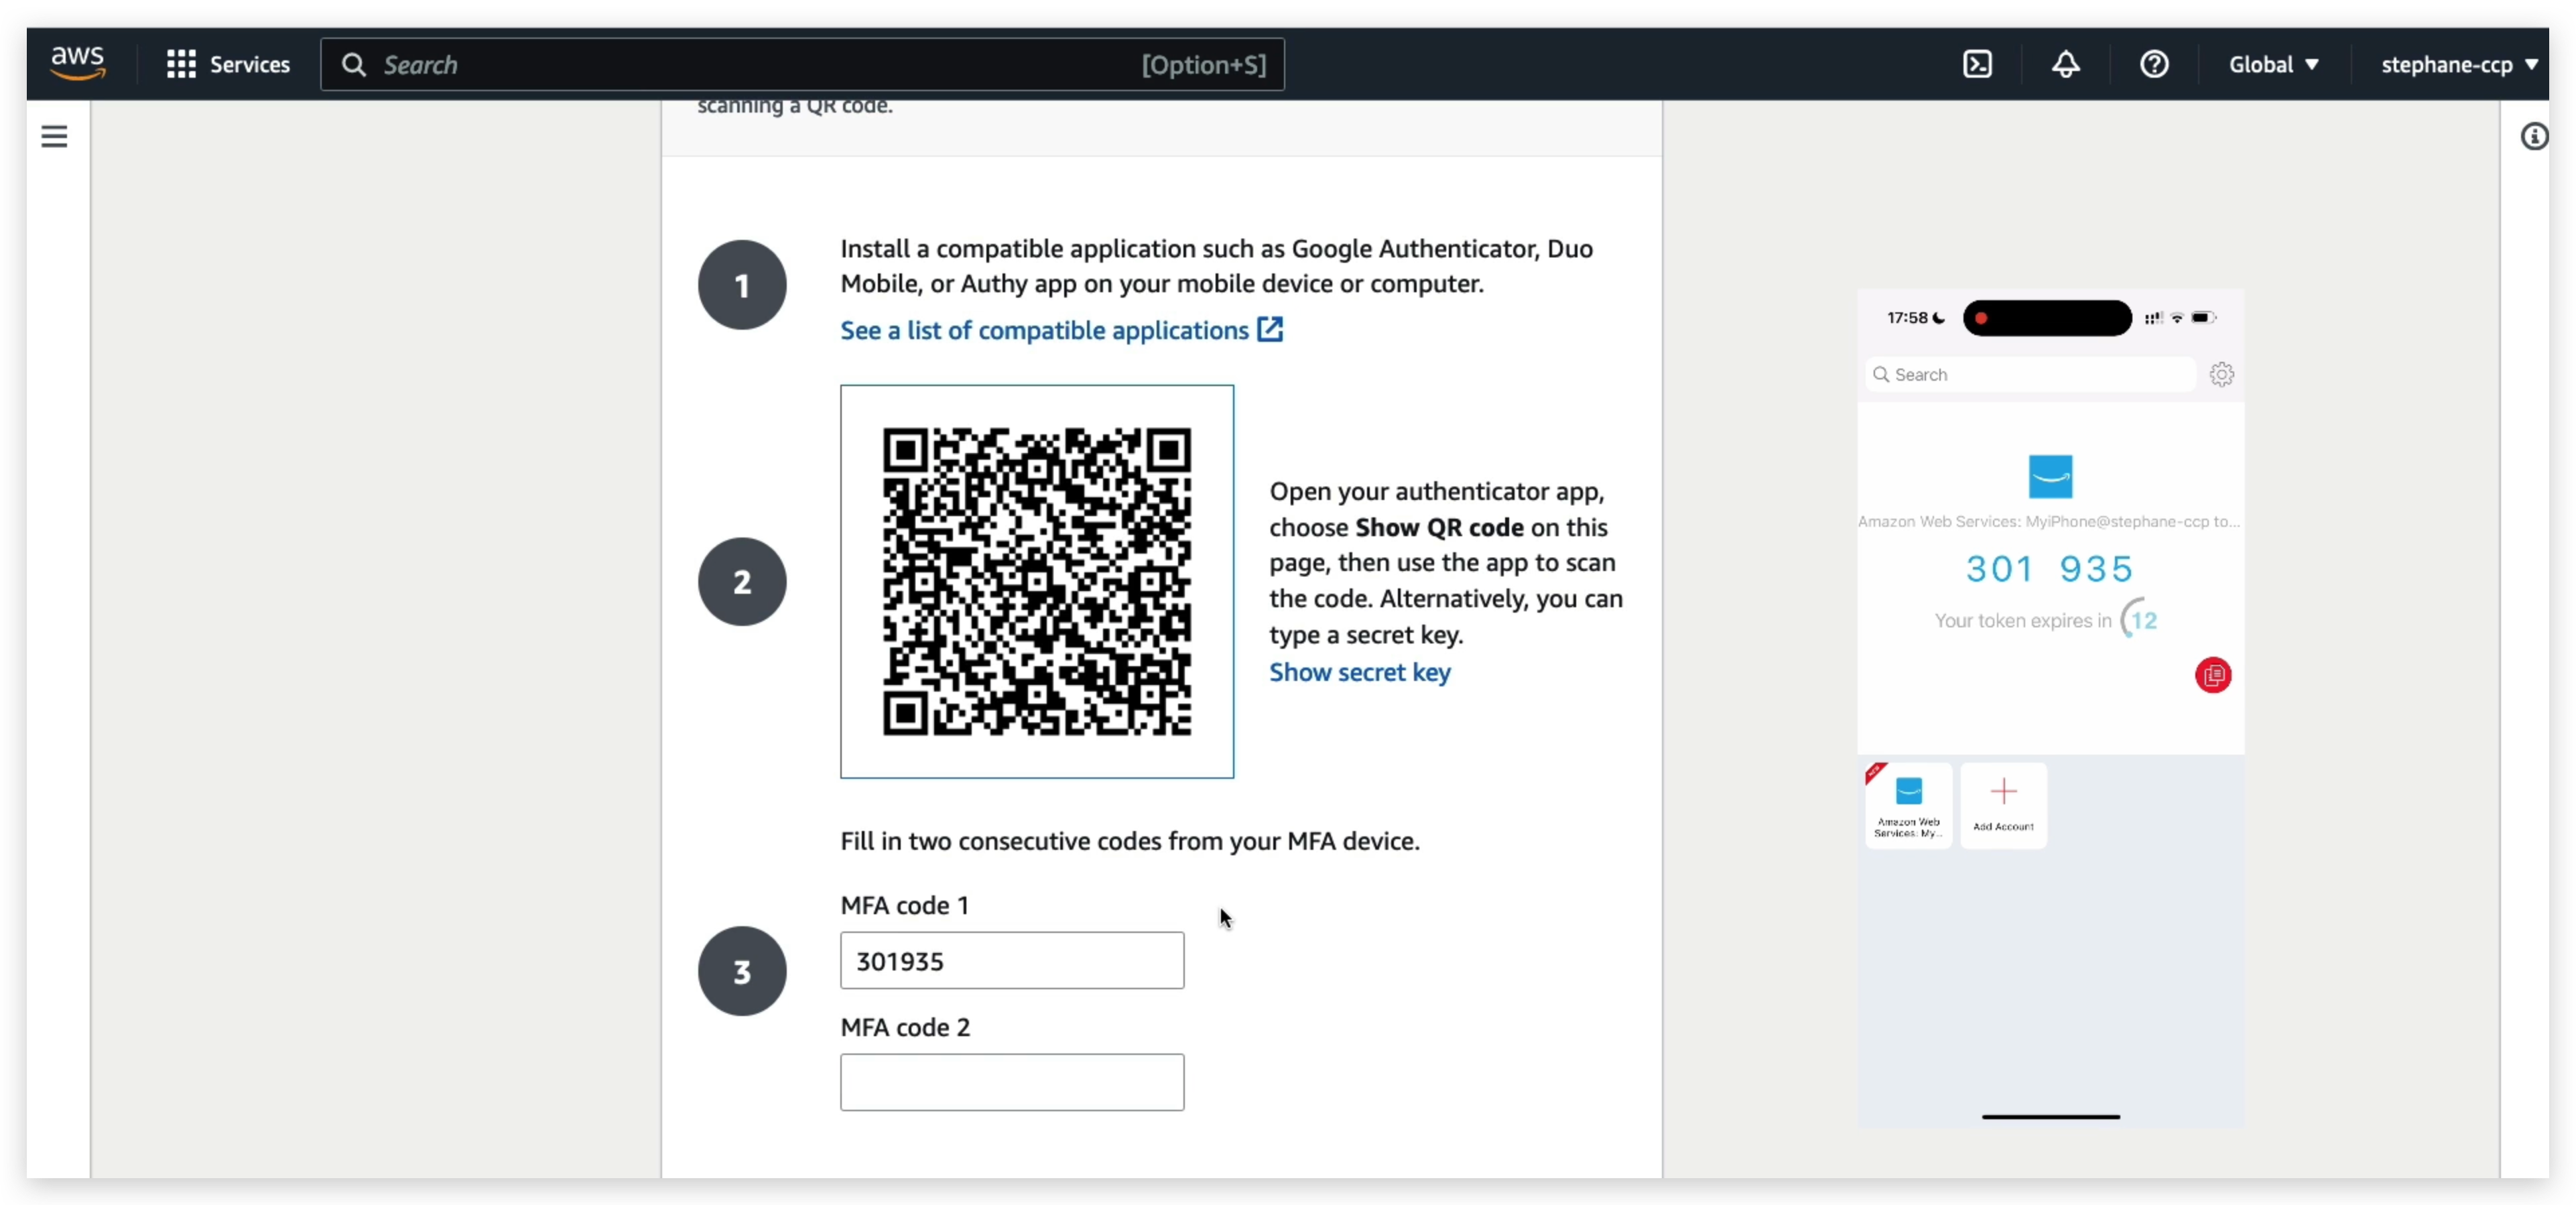 aws
Services
Search
[Option+S]
Global
stephane-ccp
scanning a QR code.
1
Install a compatible application such as Google Authenticator, Duo
Mobile, or Authy app on your mobile device or computer.
See a list of compatible applications
2
Open your authenticator app,
choose Show QR code on this
page, then use the app to scan
the code. Alternatively, you can
type a secret key.
Show secret key
3
Fill in two consecutive codes from your MFA device.
MFA code 1
301935
MFA code 2
17:58
Search
Amazon Web Services: MyiPhone@stephane-ccp to...
301 935
Your token expires in 12
NEW
Amazon Web
Services: My...
Add Account